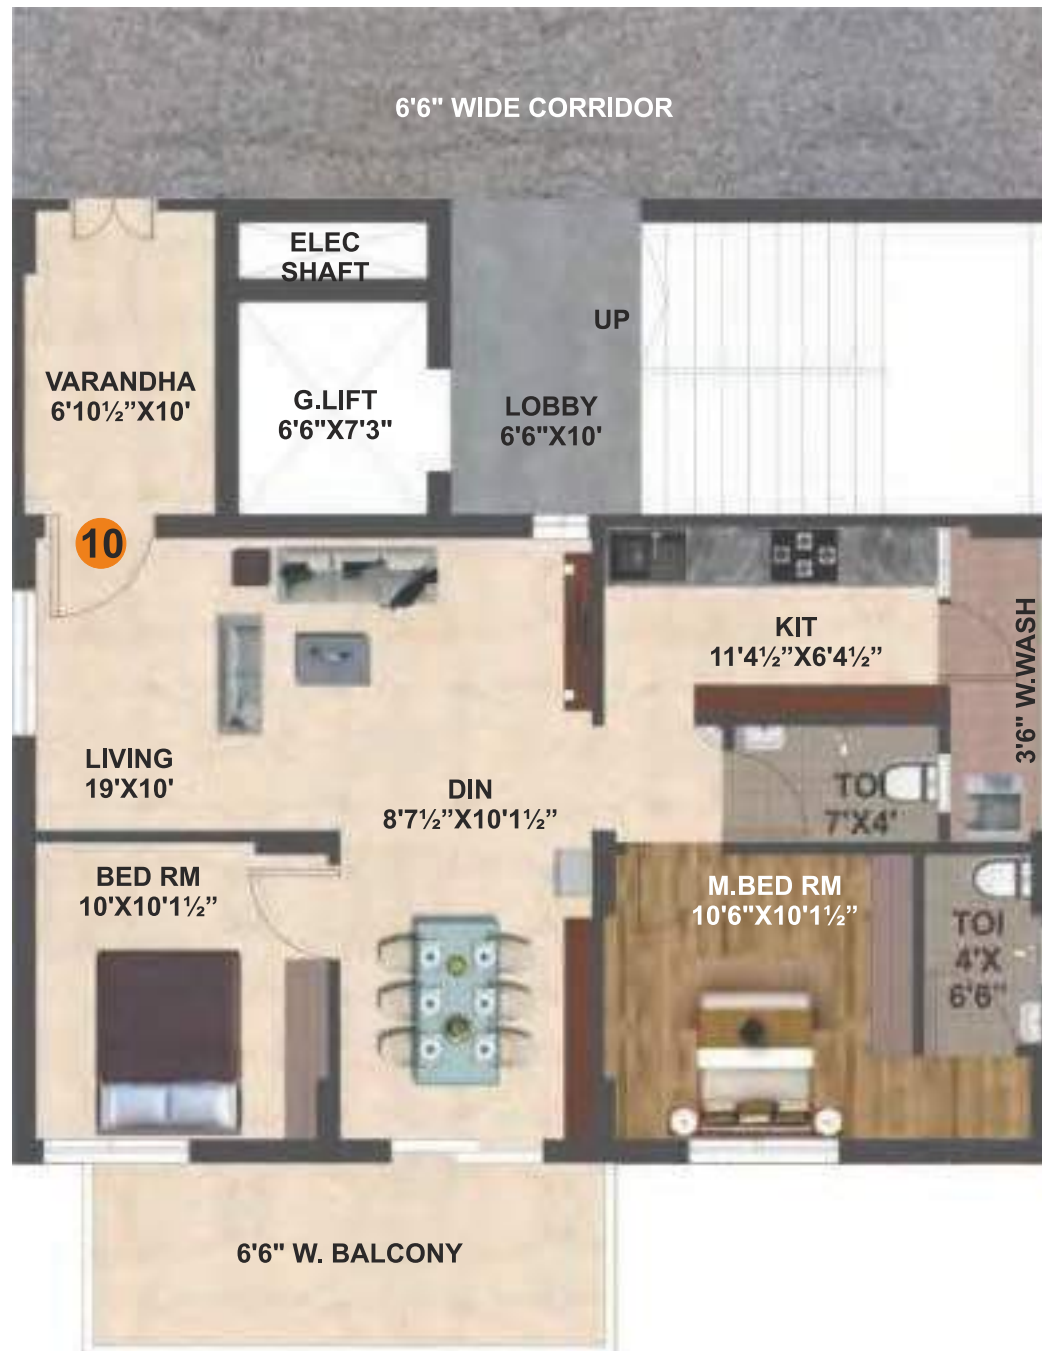 6'6" WIDE CORRIDOR
ELEC
SHAFT
UP
VARANDHA
6'10½”X10'
G.LIFT
6'6"X7'3"
LOBBY
6'6"X10'
10
KIT
11'4½”X6'4½”
3'6" W.WASH
LIVING
19'X10'
DIN
8'7½”X10'1½”
TOI
7'X4'
BED RM
10'X10'1½”
M.BED RM
10'6"X10'1½”
TOI
4'X
6'6"
6'6" W. BALCONY